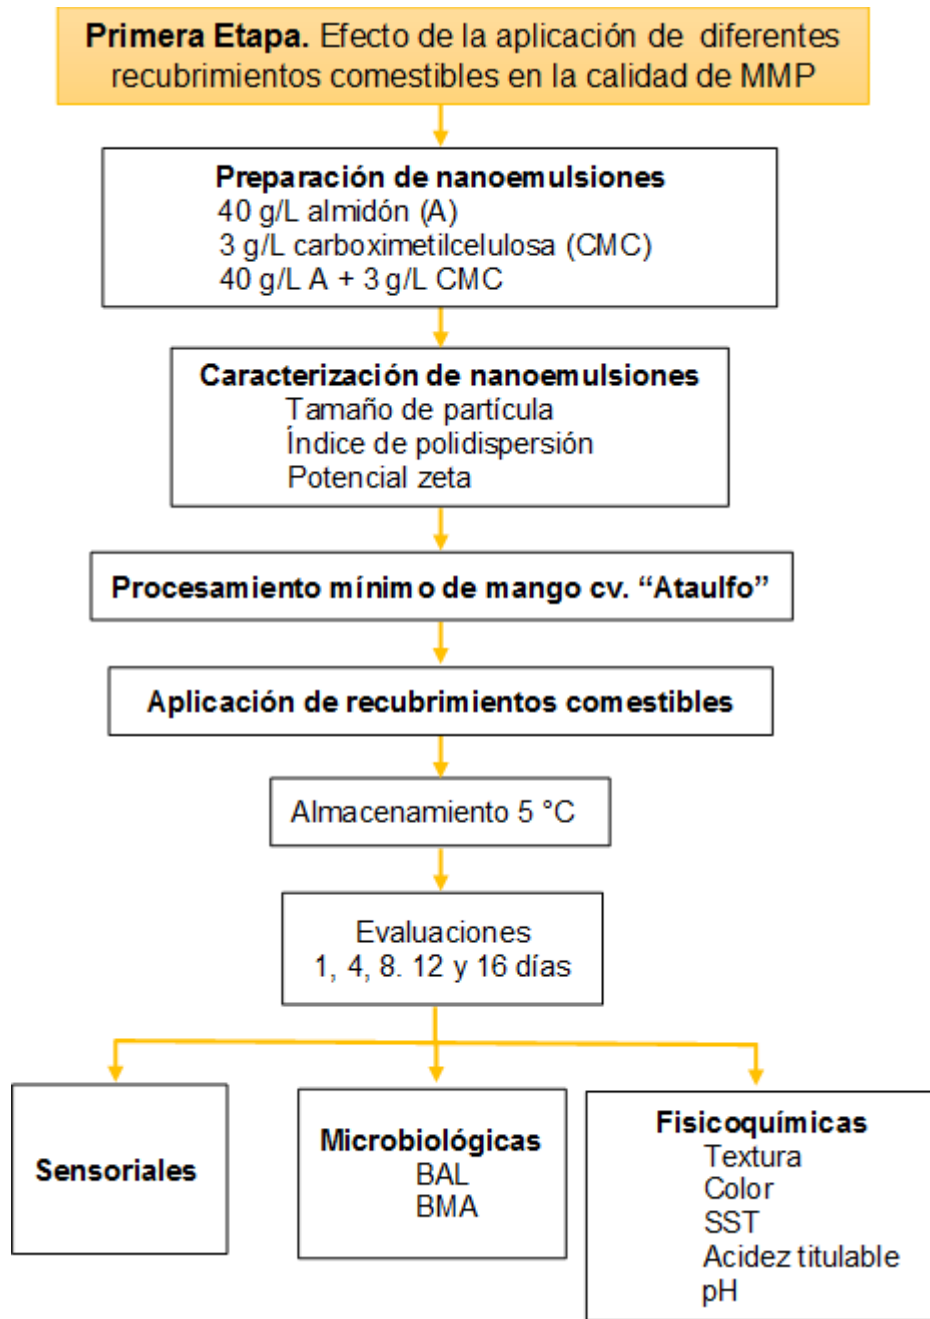 Primera Etapa. Efecto de la aplicación de diferentes
recubrimientos comestibles en la calidad de MMP
Preparación de nanoemulsiones
40 g/L almidón (A)
3 g/L carboximetilcelulosa (CMC)
40 g/L A + 3 g/L CMC
Caracterización de nanoemulsiones
Tamaño de partícula
Índice de polidispersión
Potencial zeta
Procesamiento mínimo de mango cv. “Ataulfo”
Aplicación de recubrimientos comestibles
Almacenamiento 5 °C
Evaluaciones
1, 4, 8. 12 y 16 días
Sensoriales
Microbiológicas
BAL
BMA
Fisicoquímicas
Textura
Color
SST
Acidez titulable
pH